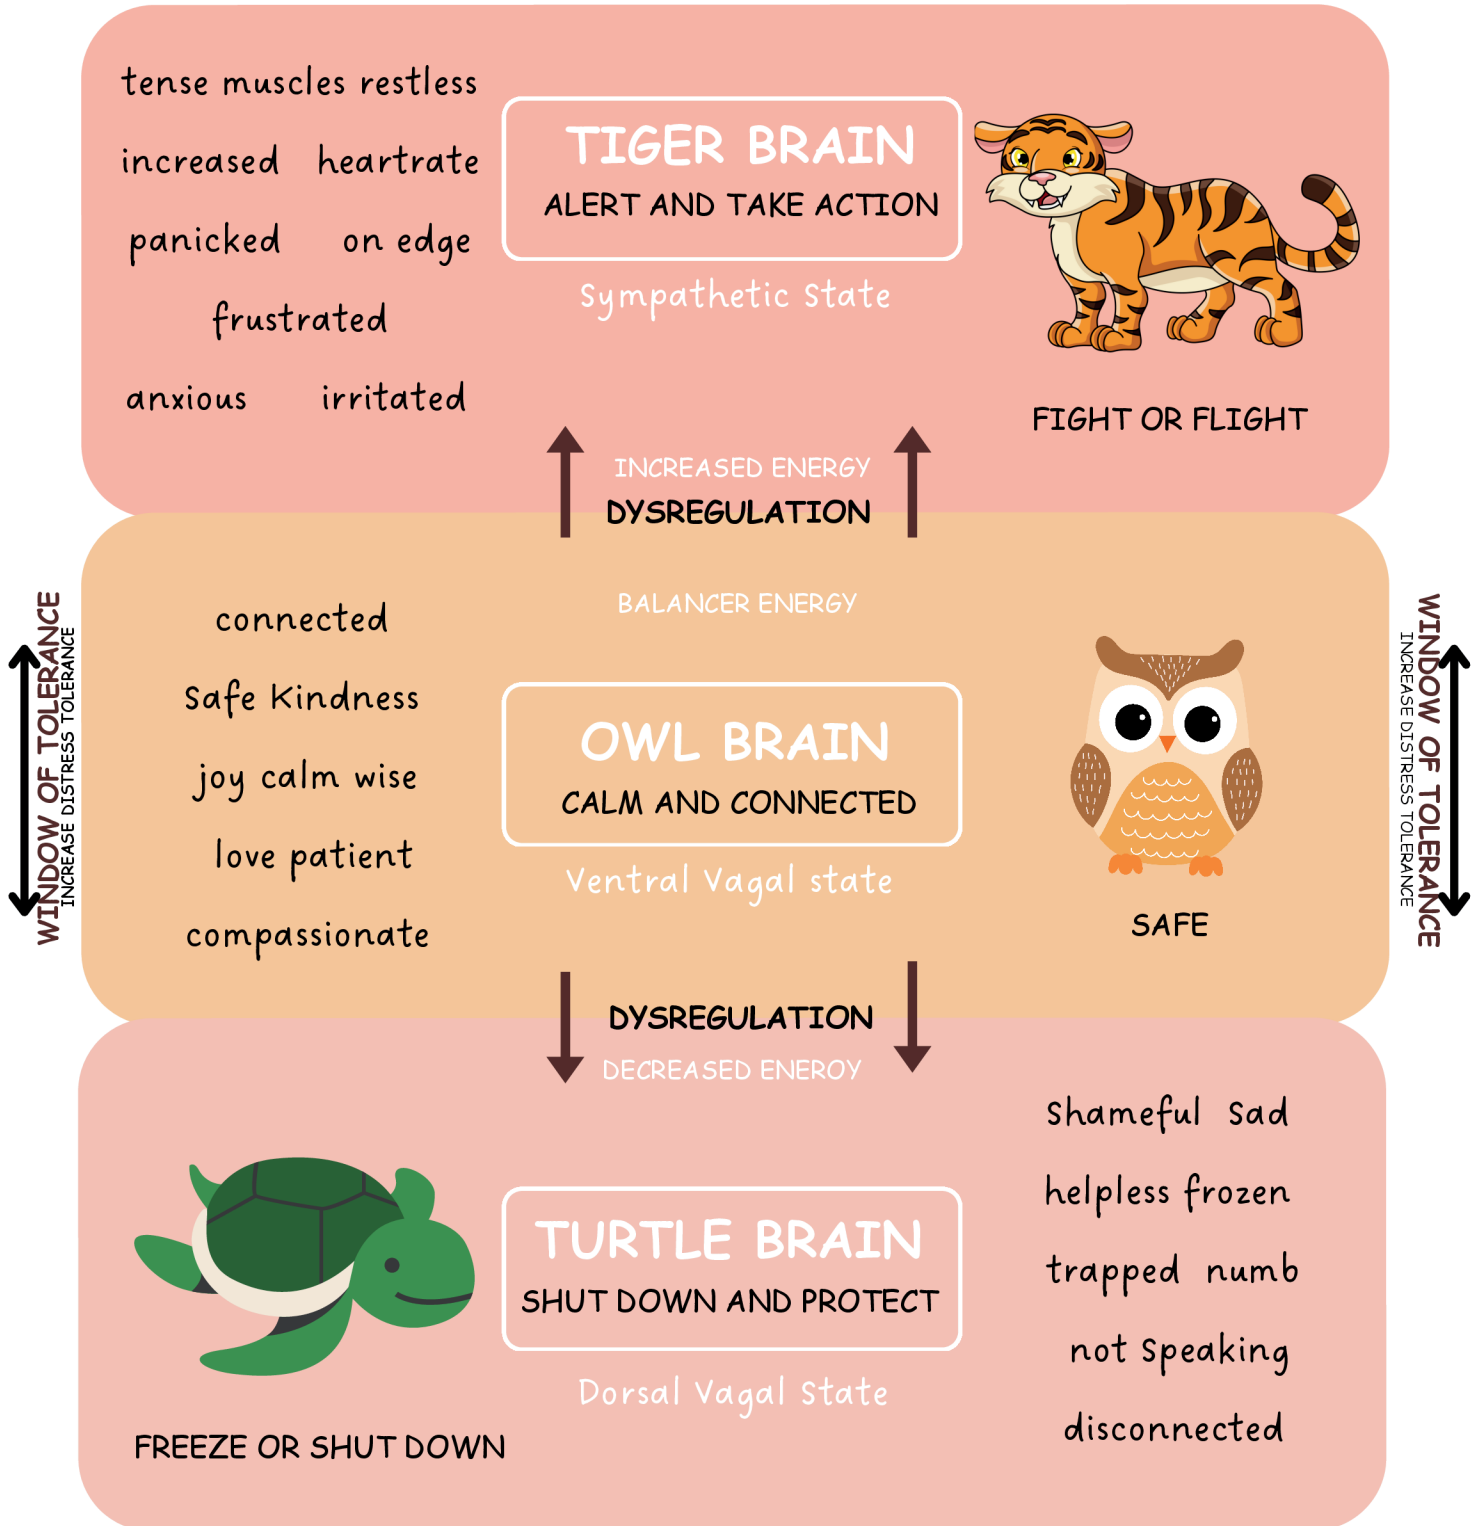 tense muscles restless
increased heartrate
panicked on edge
frustrated
anxious irritated
TIGER BRAIN
ALERT AND TAKE ACTION
Sympathetic State
FIGHT OR FLIGHT
INCREASED ENERGY
DYSREGULATION
BALANCER ENERGY
WINDOW OF TOLERANCE
INCREASE DISTRESS TOLERANCE
connected
Safe Kindness
joy calm wise
love patient
compassionate
OWL BRAIN
CALM AND CONNECTED
Ventral Vagal state
SAFE
WINDOW OF TOLERANCE
INCREASE DISTRESS TOLERANCE
DYSREGULATION
DECREASED ENEROY
TURTLE BRAIN
SHUT DOWN AND PROTECT
Dorsal Vagal State
FREEZE OR SHUT DOWN
Shameful Sad
helpless frozen
trapped numb
not Speaking
disconnected